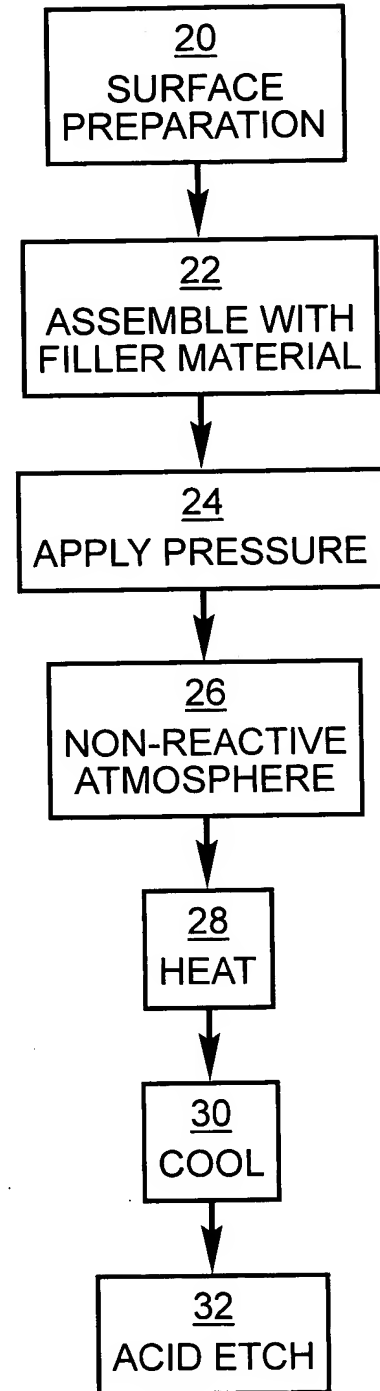 20
SURFACE
PREPARATION
22
ASSEMBLE WITH
FILLER MATERIAL
24
APPLY PRESSURE
26
NON-REACTIVE
ATMOSPHERE
28
HEAT
30
COOL
32
ACID ETCH